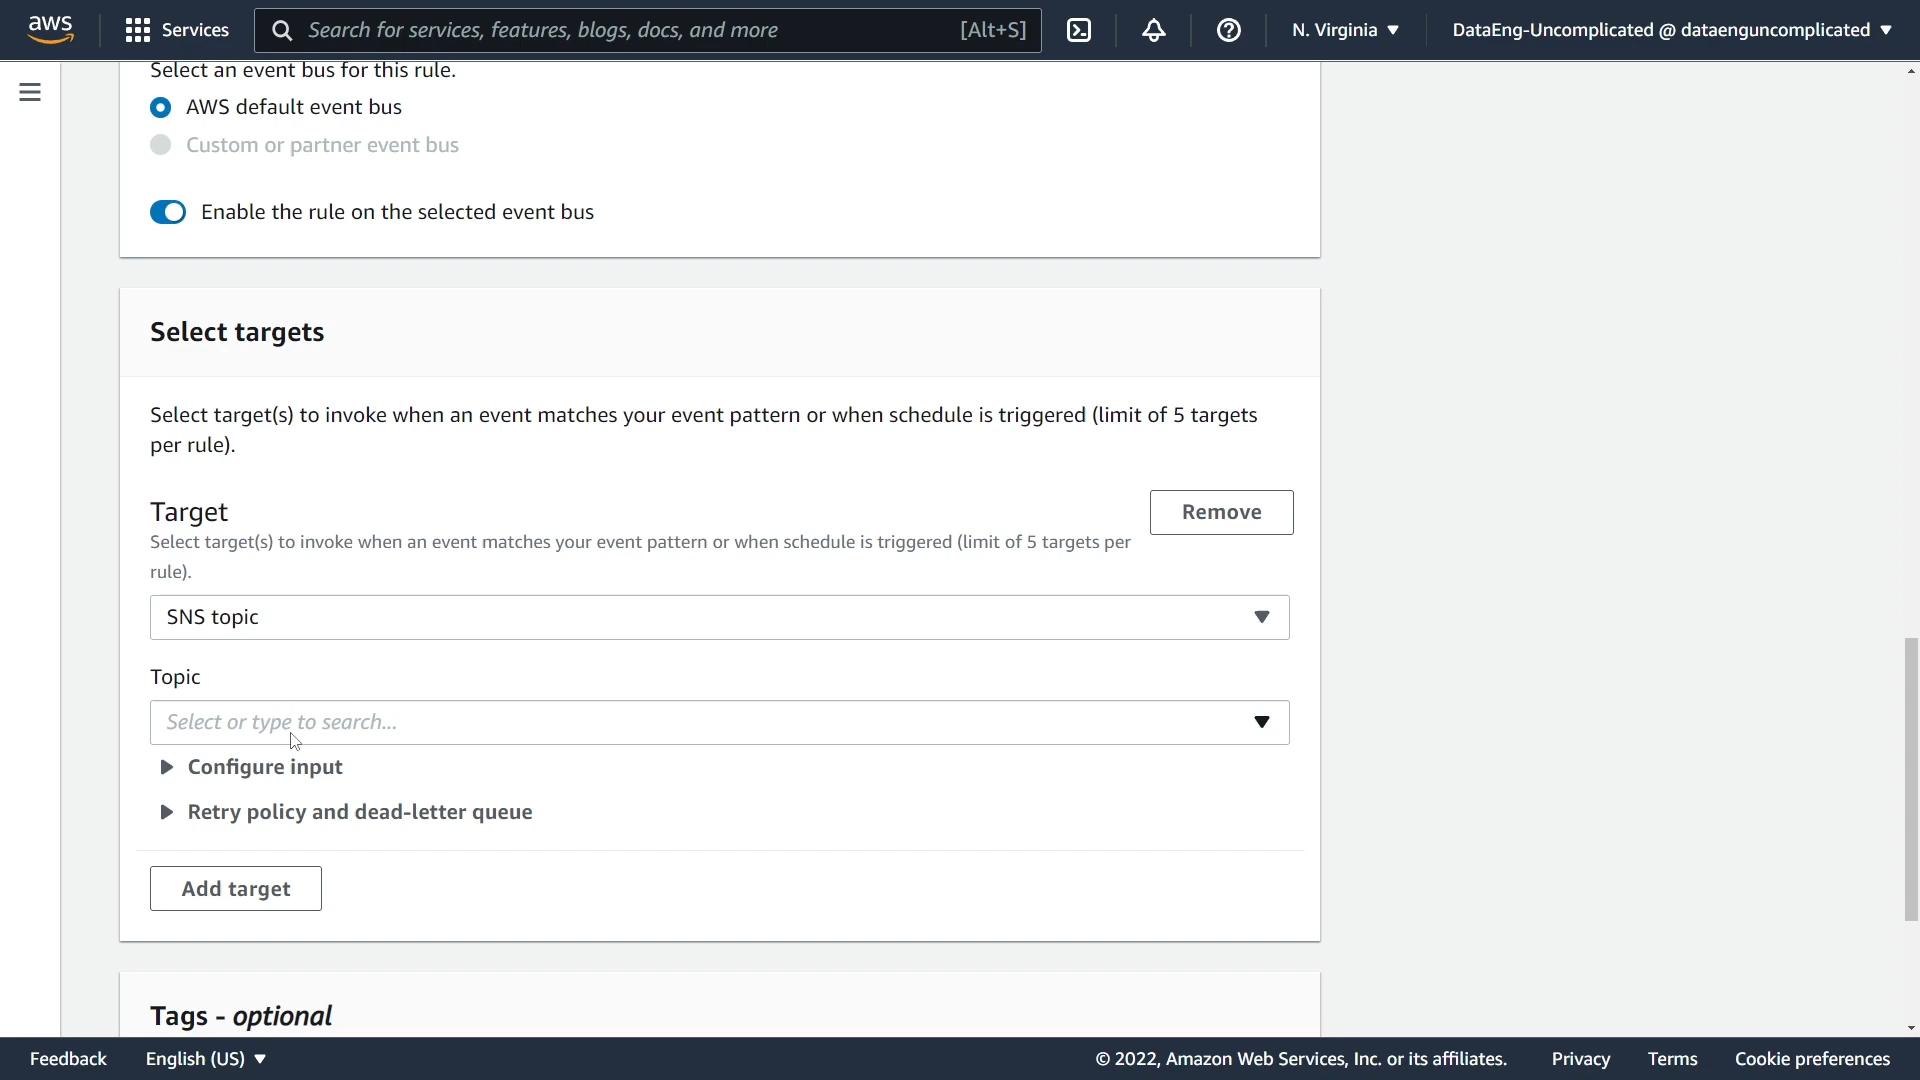 aws
Services
Search for services, features, blogs, docs, and more
[Alt+S]
N. Virginia
DataEng-Uncomplicated @ dataenguncomplicated
Select an event bus for this rule.
AWS default event bus
Custom or partner event bus
Enable the rule on the selected event bus
Select targets
Select target(s) to invoke when an event matches your event pattern or when schedule is triggered (limit of 5 targets
per rule).
Target
Remove
Select target(s) to invoke when an event matches your event pattern or when schedule is triggered (limit of 5 targets per
rule).
SNS topic
Topic
Select or type to search...
Configure input
Retry policy and dead-letter queue
Add target
Tags - optional
Feedback
English (US)
© 2022, Amazon Web Services, Inc. or its affiliates.
Privacy
Terms
Cookie preferences